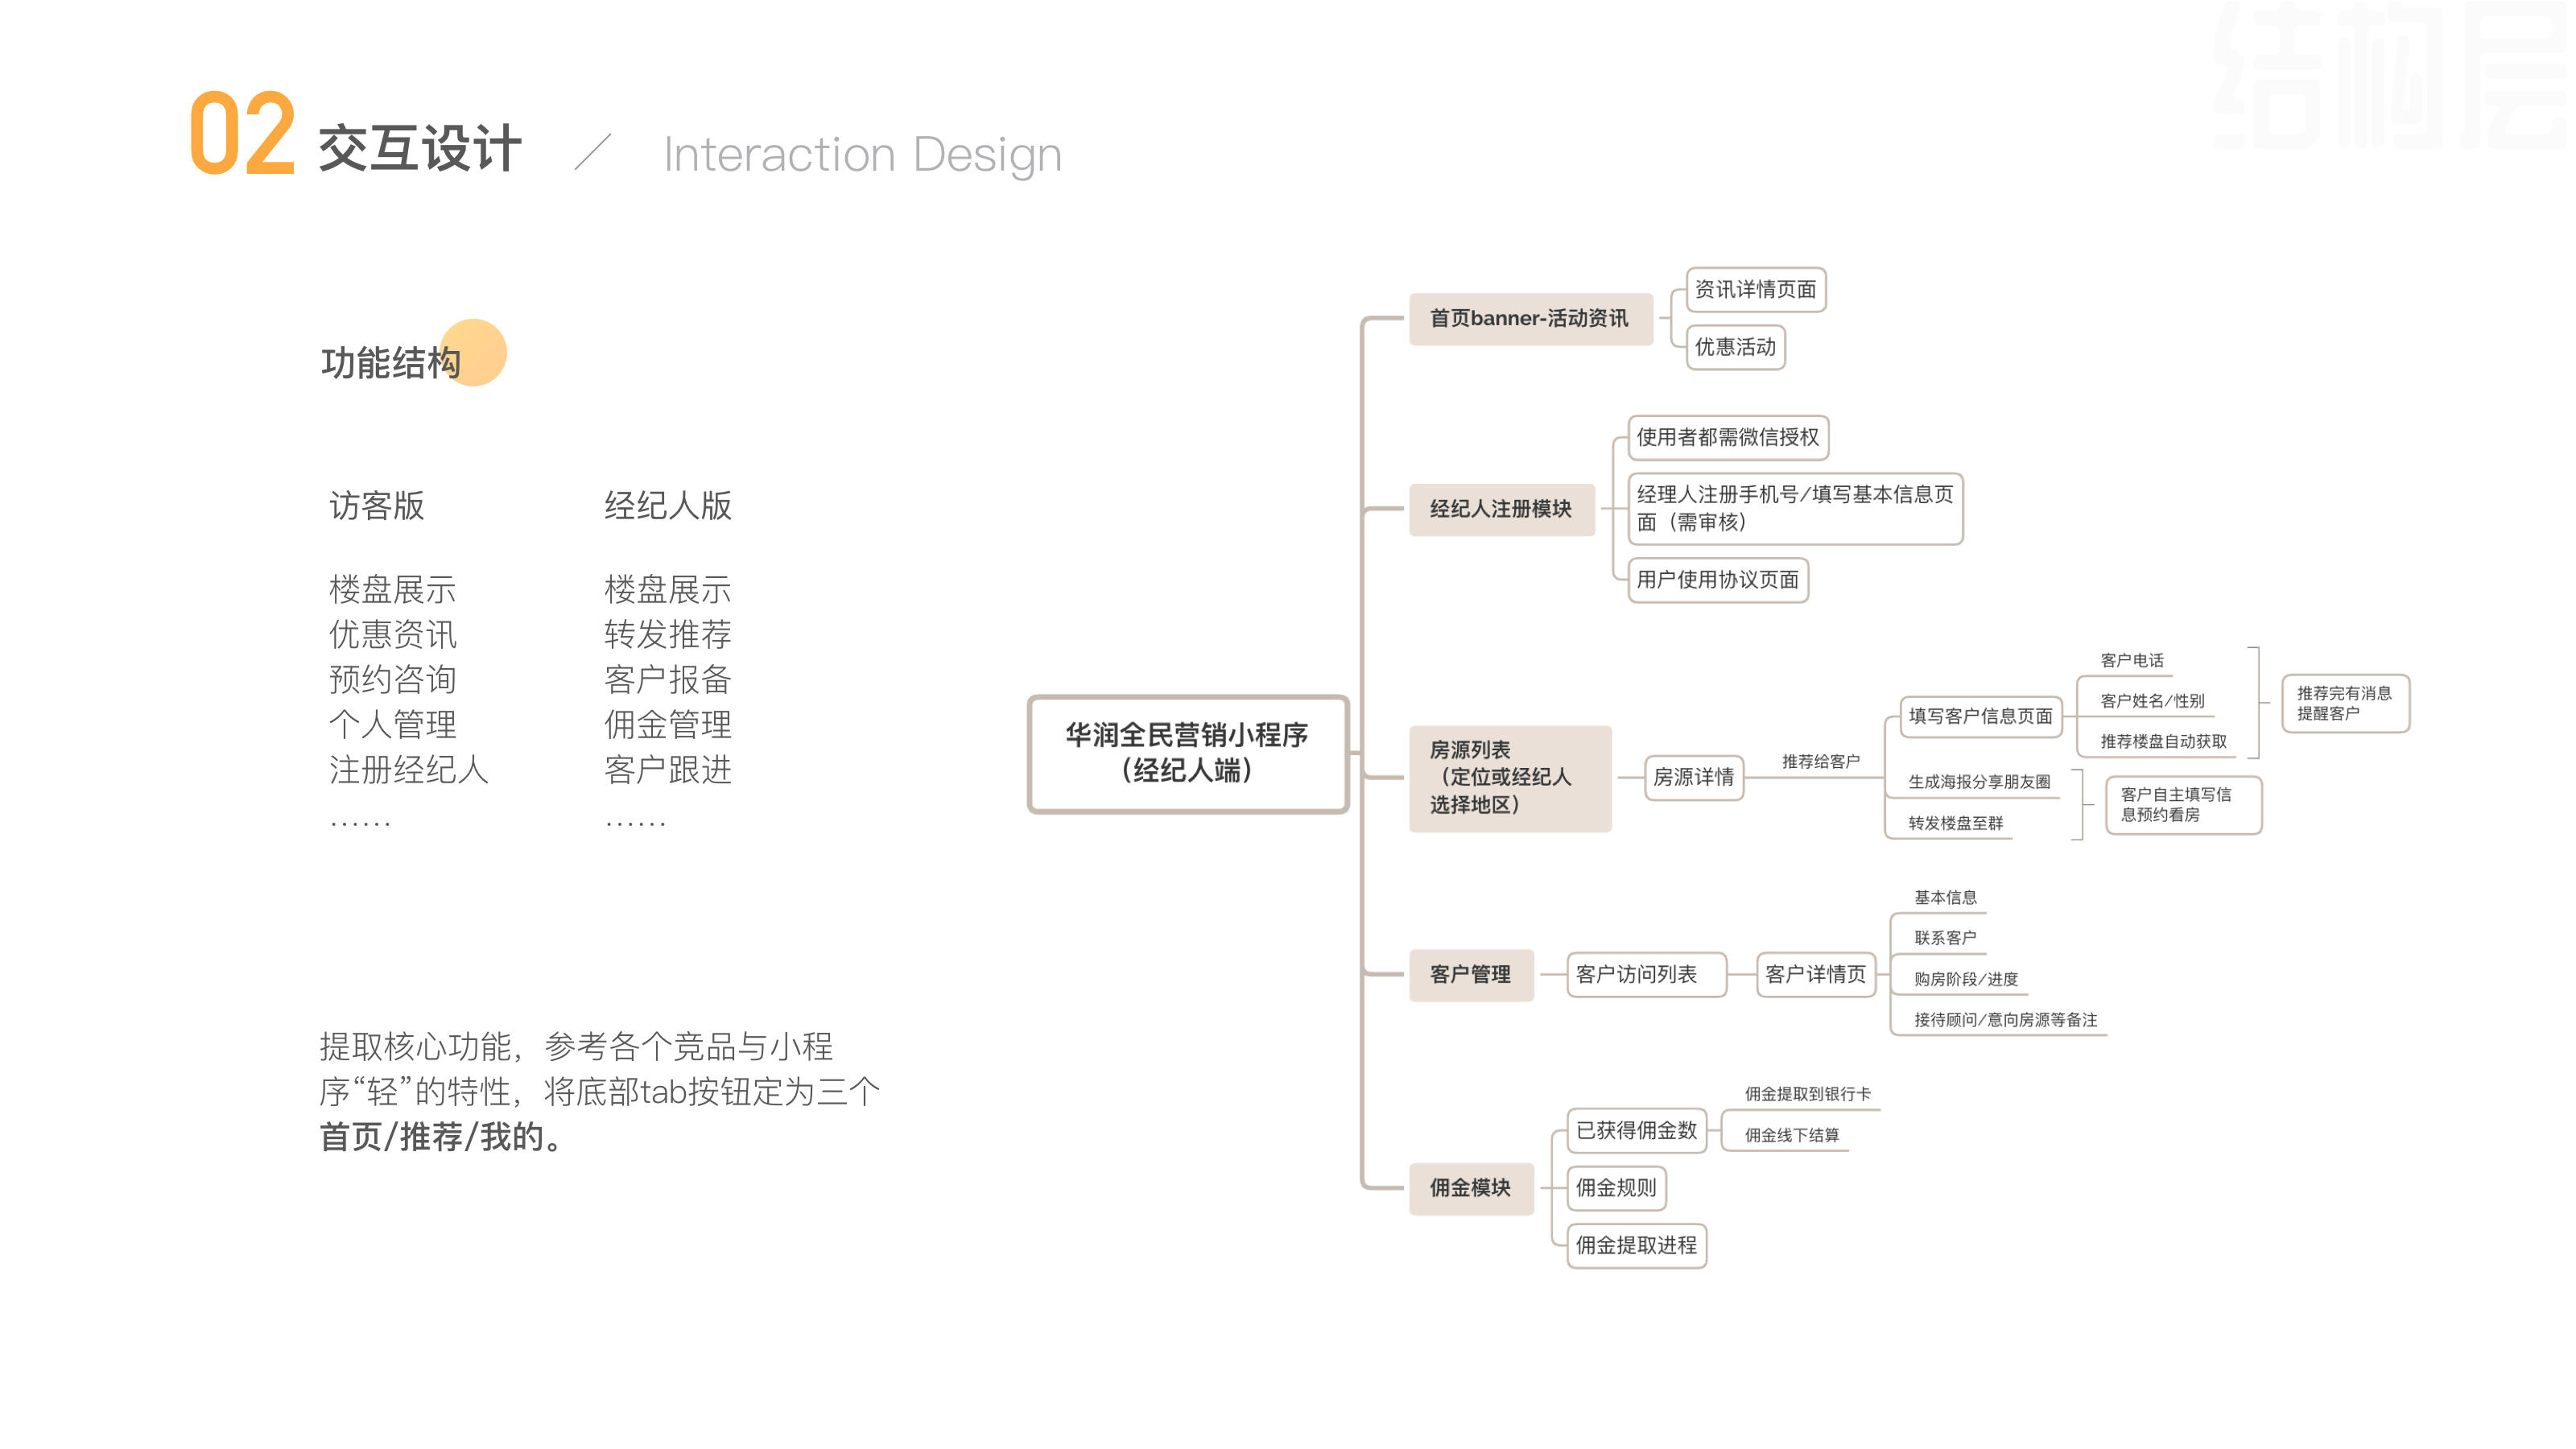 结构层
02 交互设计 / Interaction Design
功能结构
访客版
楼盘展示
优惠资讯
预约咨询
个人管理
注册经纪人
......
经纪人版
楼盘展示
转发推荐
客户报备
佣金管理
客户跟进
......
提取核心功能，参考各个竞品与小程
序“轻”的特性，将底部tab按钮定为三个
首页/推荐/我的。
华润全民营销小程序
（经纪人端）
首页banner-活动资讯
资讯详情页面
优惠活动
经纪人注册模块
使用者都需微信授权
经理人注册手机号/填写基本信息页
面（需审核）
用户使用协议页面
房源列表
（定位或经纪人
选择地区）
房源详情
推荐给客户
填写客户信息页面
客户电话
客户姓名/性别
推荐楼盘自动获取
推荐完有消息
提醒客户
生成海报分享朋友圈
转发楼盘至群
客户自主填写信
息预约看房
客户管理
客户访问列表
客户详情页
基本信息
联系客户
购房阶段/进度
接待顾问/意向房源等备注
佣金模块
已获得佣金数
佣金提取到银行卡
佣金线下结算
佣金规则
佣金提取进程